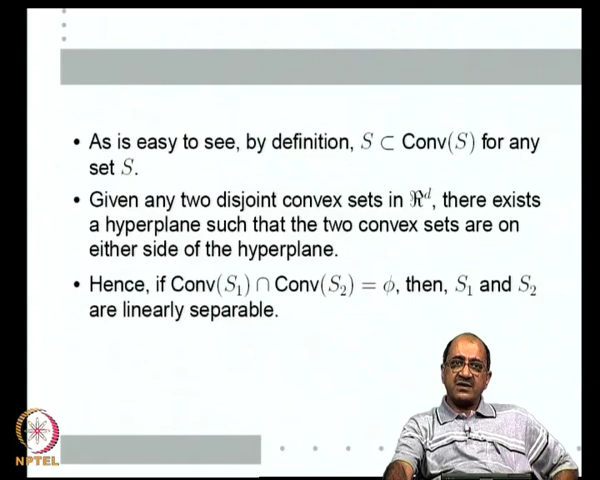 • As is easy to see, by definition, S ⊂ Conv(S) for any
set S.
• Given any two disjoint convex sets in ℜ^d, there exists
a hyperplane such that the two convex sets are on
either side of the hyperplane.
• Hence, if Conv(S₁) ∩ Conv(S₂) = ϕ, then, S₁ and S₂
are linearly separable.
NPTEL